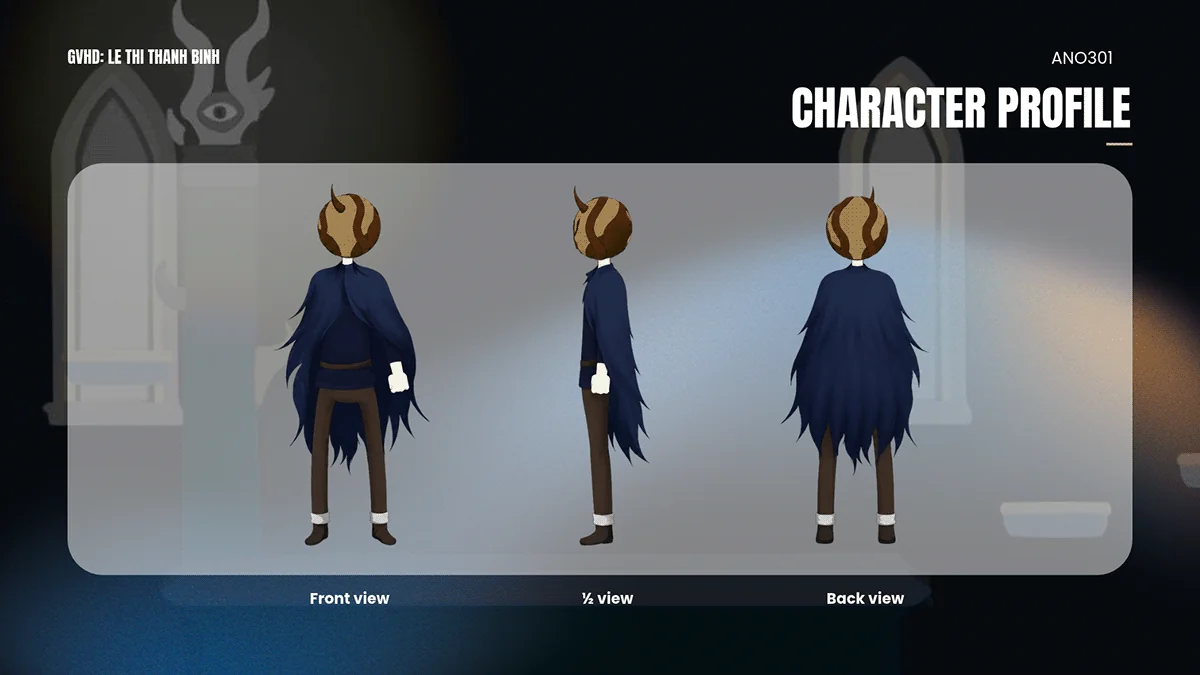 GVHD: LE THI THANH BINH
ANO301
CHARACTER PROFILE
Front view
½ view
Back view